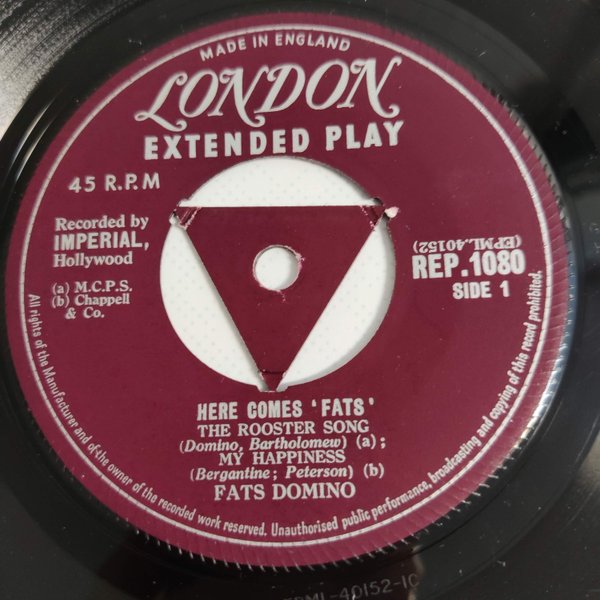 MADE IN ENGLAND
LONDON
EXTENDED PLAY
45 R.P.M
Recorded by
IMPERIAL,
Hollywood
(a) M.C.P.S.
(b) Chappell
& Co.
(EPML.40152)
REP.1080
SIDE 1
HERE COMES 'FATS'
THE ROOSTER SONG
(Domino, Bartholomew) (a);
MY HAPPINESS
(Bergantine; Peterson) (b)
FATS DOMINO
All rights of the Manufacturer and of the owner of the recorded work reserved. Unauthorised public performance, broadcasting and copying of this record prohibited.
EPML-40152-1C